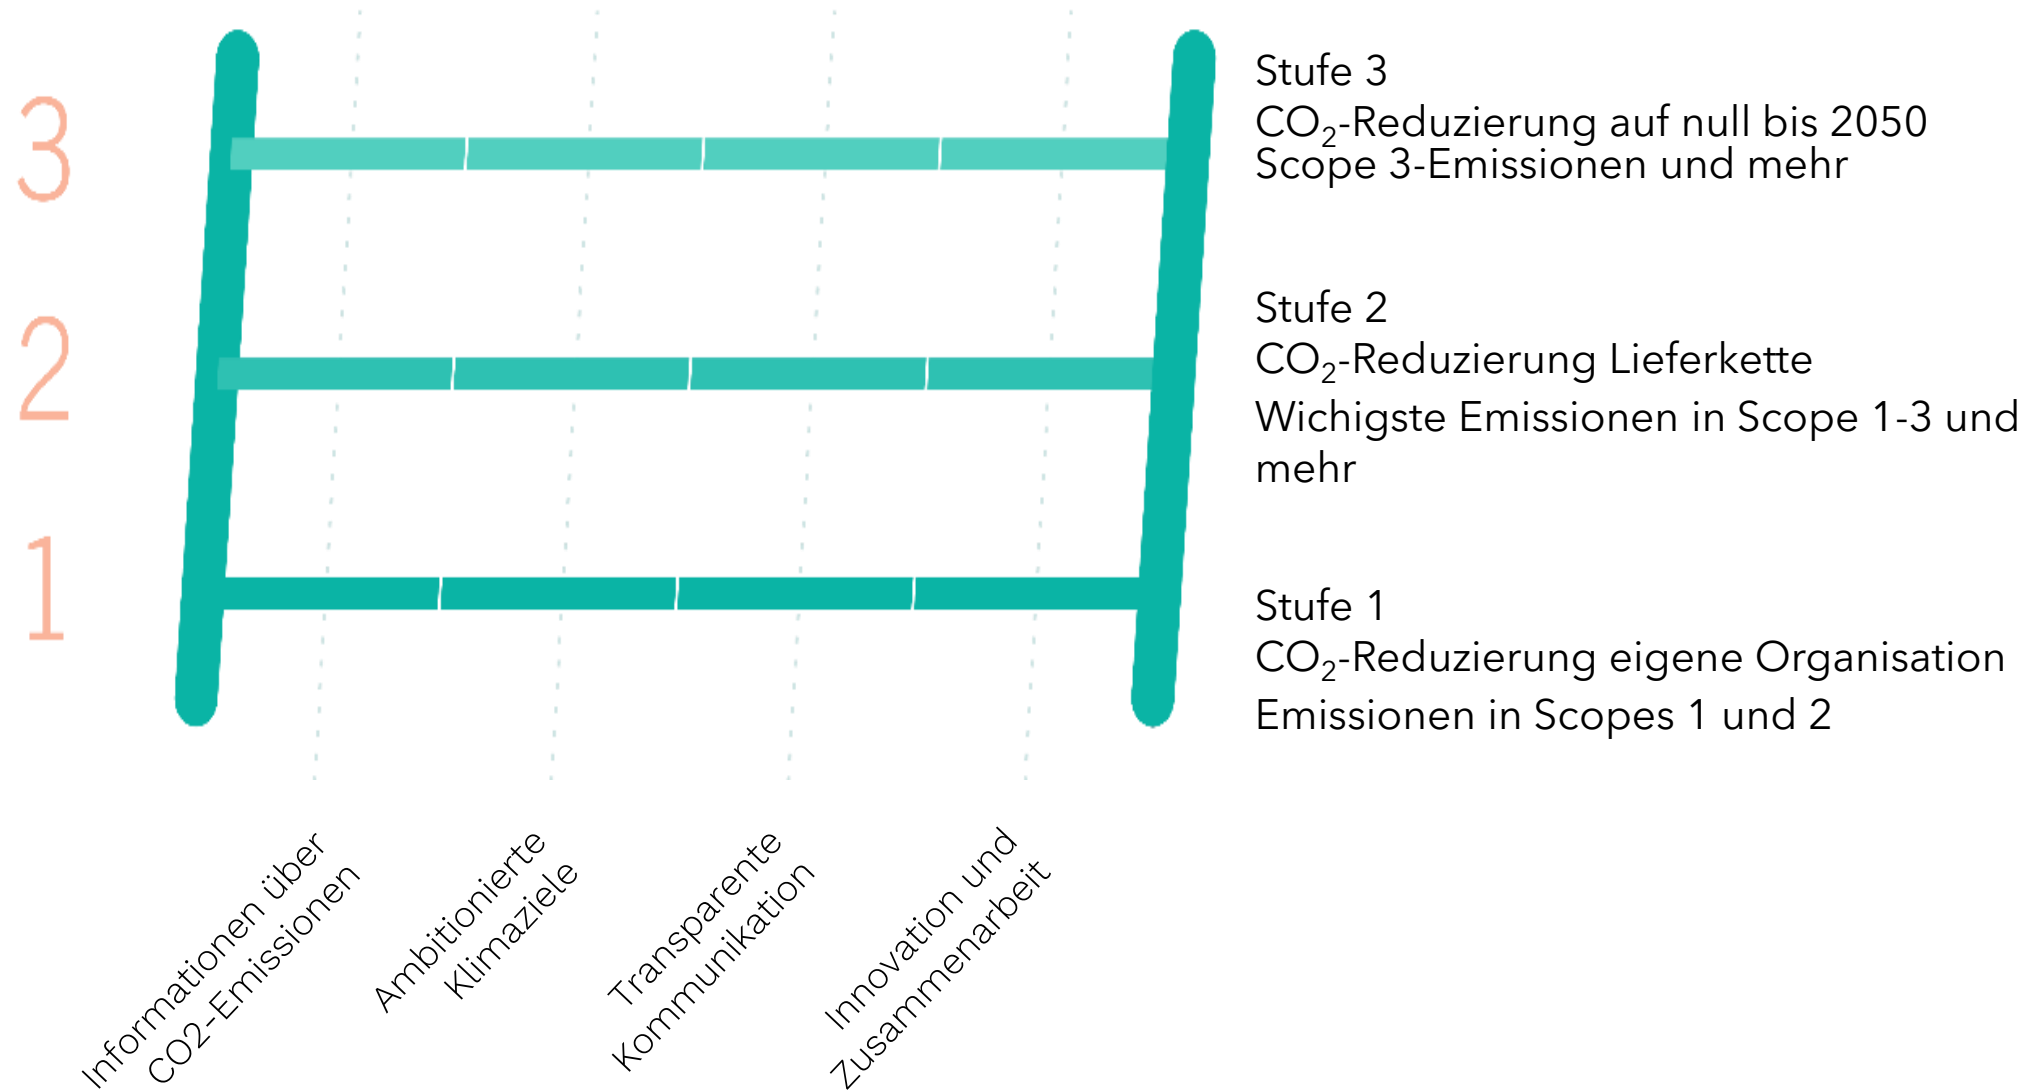 3
Stufe 3
CO₂-Reduzierung auf null bis 2050
Scope 3-Emissionen und mehr
2
Stufe 2
CO₂-Reduzierung Lieferkette
Wichigste Emissionen in Scope 1-3 und
mehr
1
Stufe 1
CO₂-Reduzierung eigene Organisation
Emissionen in Scopes 1 und 2
Informationen über
CO2-Emissionen
Ambitionierte
Klimaziele
Transparente
Kommunikation
Innovation und
Zusammenarbeit